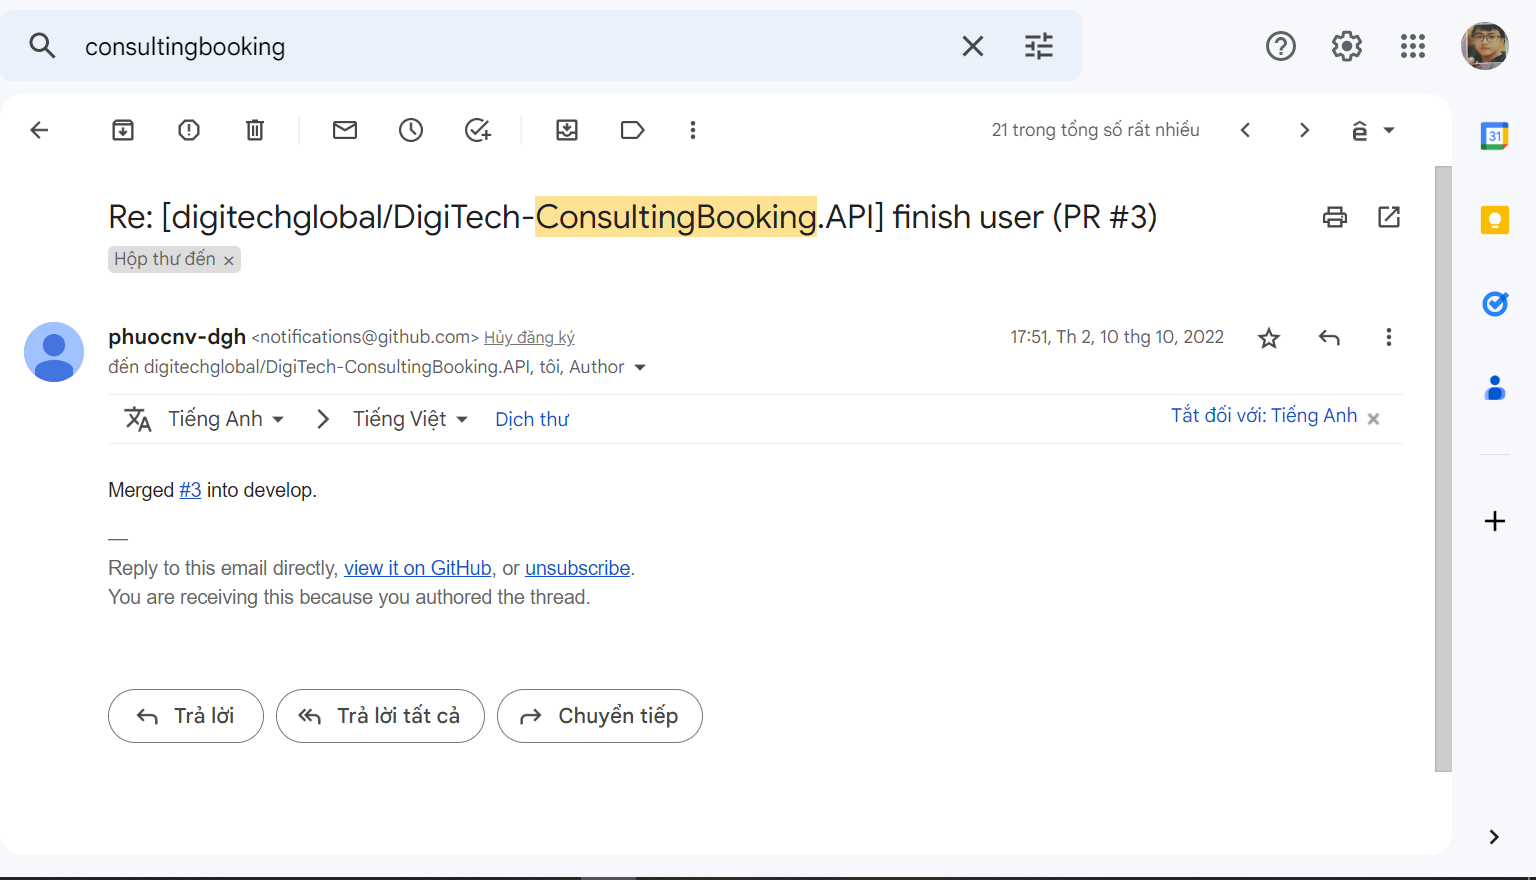 consultingbooking
21 trong tổng số rất nhiều
ê
31
Re: [digitechglobal/DigiTech-ConsultingBooking.API] finish user (PR #3)
Hộp thư đến ×
phuocnv-dgh <notifications@github.com> Hủy đăng ký
17:51, Th 2, 10 thg 10, 2022
đến digitechglobal/DigiTech-ConsultingBooking.API, tôi, Author
Tiếng Anh > Tiếng Việt Dịch thư
Tắt đối với: Tiếng Anh ×
Merged #3 into develop.
—
Reply to this email directly, view it on GitHub, or unsubscribe.
You are receiving this because you authored the thread.
Trả lời
Trả lời tất cả
Chuyển tiếp